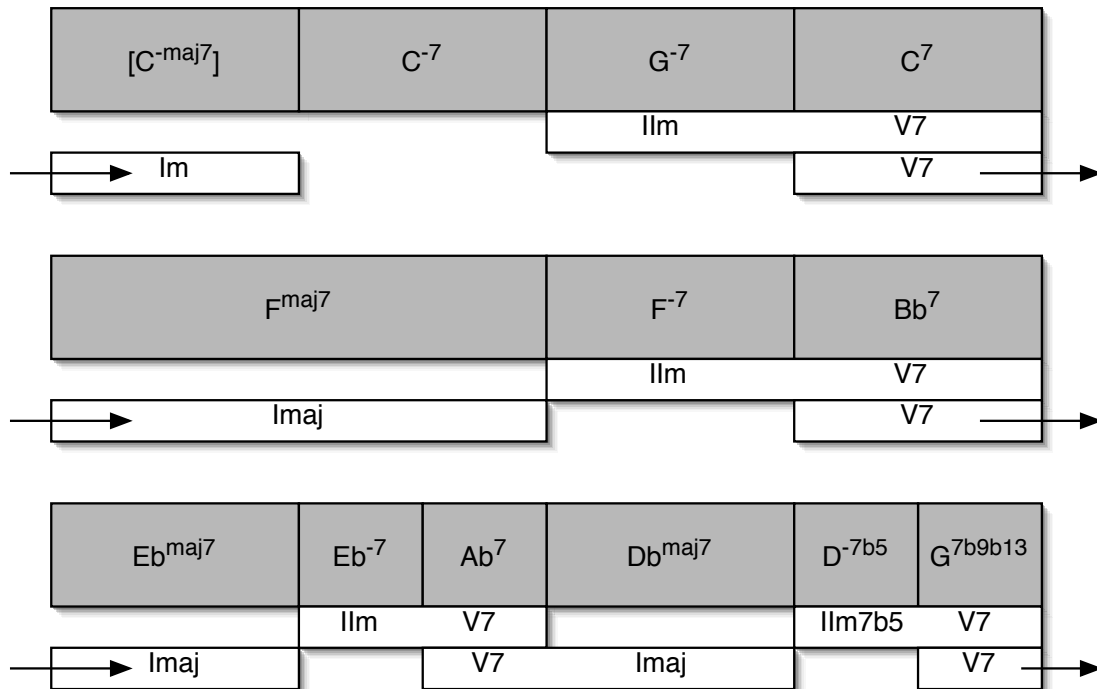 [C-maj7] C-7 G-7 C7
IIm V7
Im V7
Fmaj7 F-7 Bb7
IIm V7
Imaj V7
Ebmaj7 Eb-7 Ab7 Dbmaj7 D-7b5 G7b9b13
IIm V7 IIm7b5 V7
Imaj V7 Imaj V7